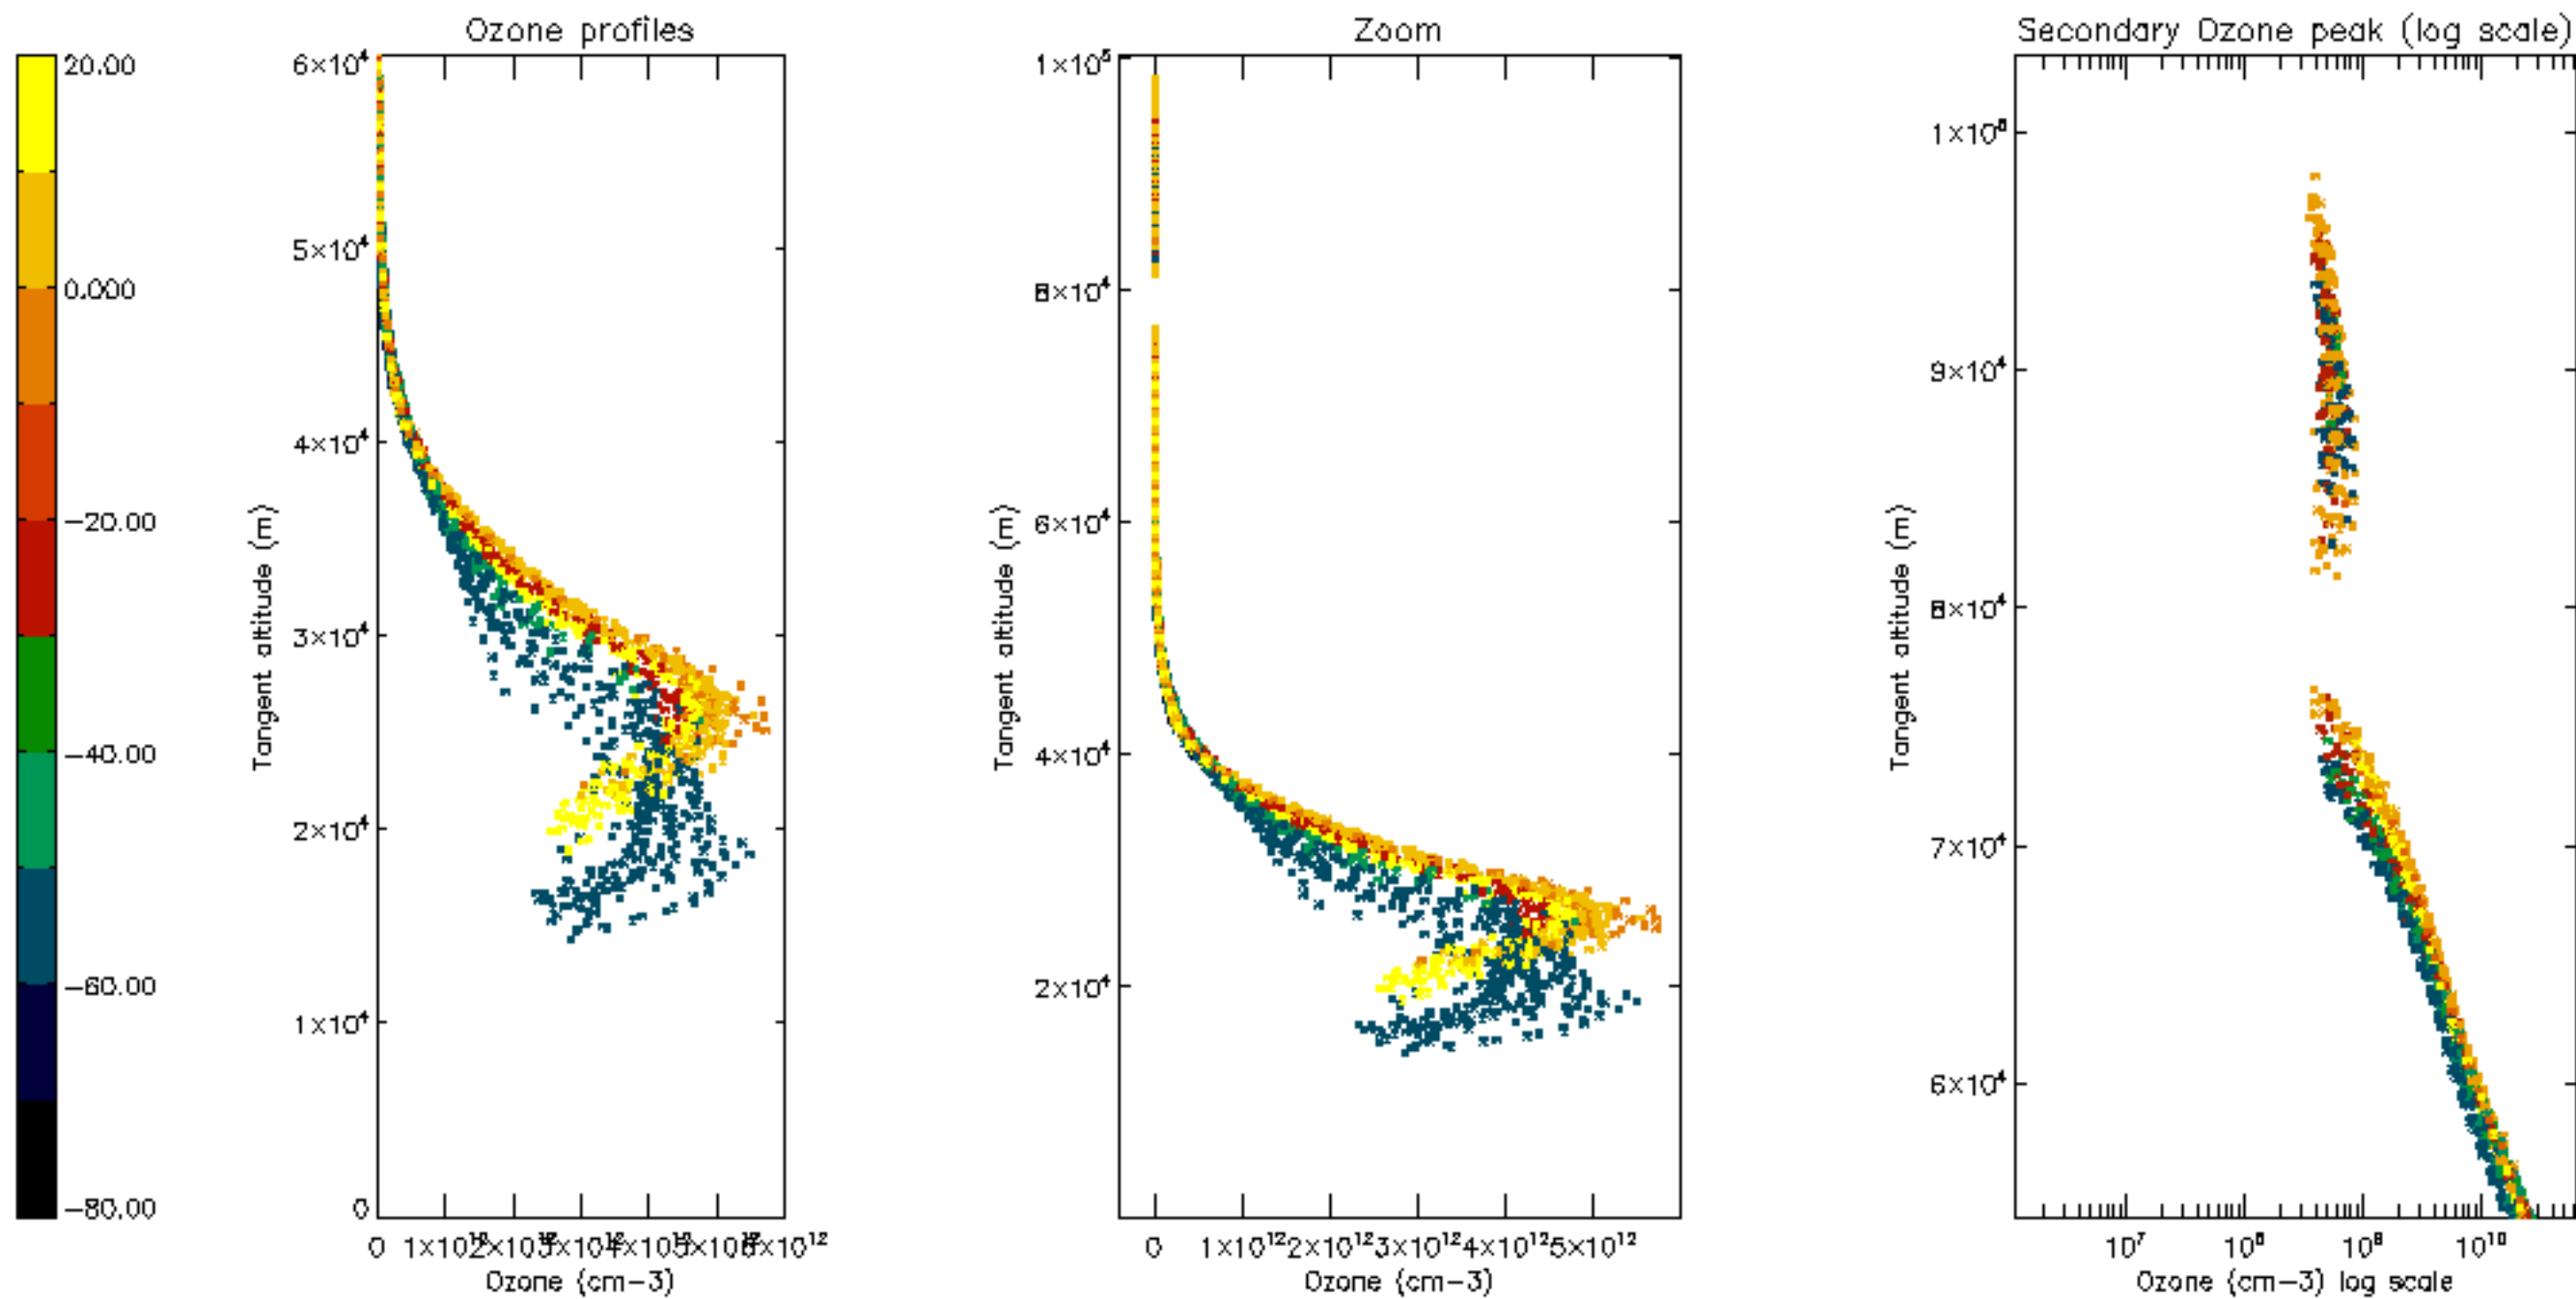 Ozone profiles
Zoom
Secondary Ozone peak (log scale)
20.00
0.000
−20.00
−40.00
−60.00
−80.00
Tangent altitude (m)
6×10⁴
5×10⁴
4×10⁴
3×10⁴
2×10⁴
1×10⁴
0
0
Ozone (cm−3)
Tangent altitude (m)
1×10⁵
8×10⁴
6×10⁴
4×10⁴
2×10⁴
0 1×10¹² 2×10¹² 3×10¹² 4×10¹² 5×10¹²
Ozone (cm−3)
Tangent altitude (m)
1×10⁵
9×10⁴
8×10⁴
7×10⁴
6×10⁴
10⁷ 10⁸ 10⁹ 10¹⁰
Ozone (cm−3) log scale